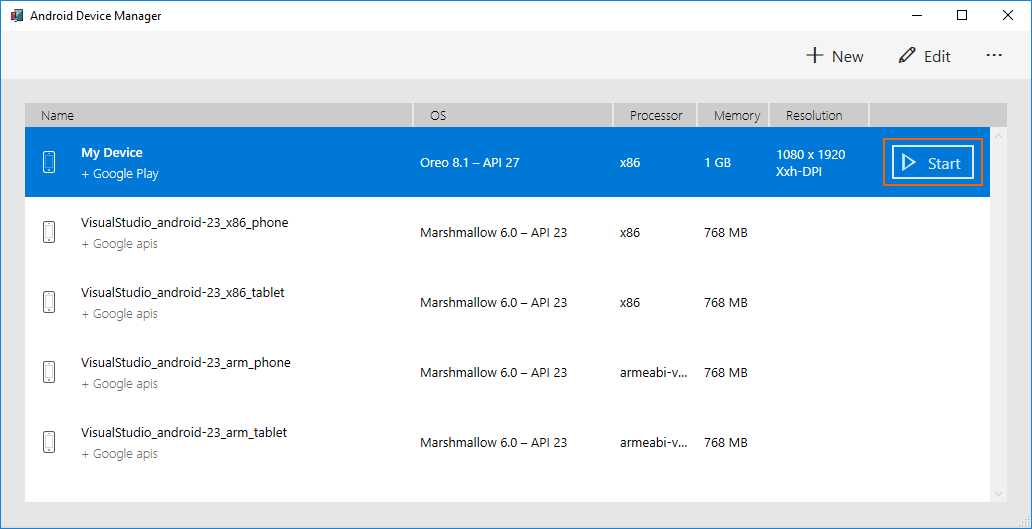 Android Device Manager
New Edit ...
Name OS Processor Memory Resolution
My Device
+ Google Play
Oreo 8.1 – API 27 x86 1 GB
1080 x 1920
Xxh-DPI
Start
VisualStudio_android-23_x86_phone
+ Google apis
Marshmallow 6.0 – API 23 x86 768 MB
VisualStudio_android-23_x86_tablet
+ Google apis
Marshmallow 6.0 – API 23 x86 768 MB
VisualStudio_android-23_arm_phone
+ Google apis
Marshmallow 6.0 – API 23 armeabi-v... 768 MB
VisualStudio_android-23_arm_tablet
+ Google apis
Marshmallow 6.0 – API 23 armeabi-v... 768 MB